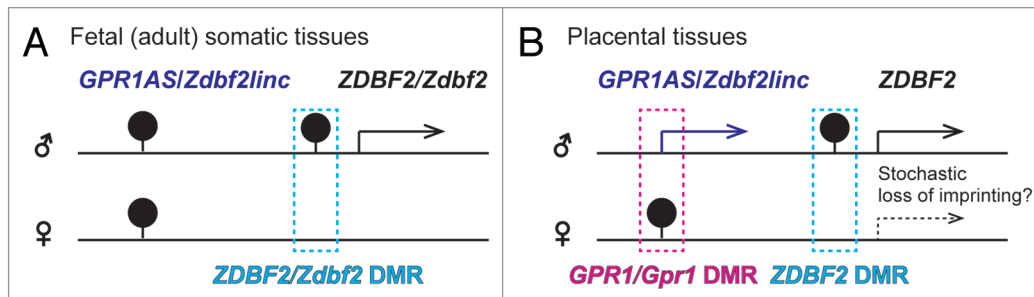 A Fetal (adult) somatic tissues
GPR1AS/Zdbf2linc ZDBF2/Zdbf2
♂
♀
ZDBF2/Zdbf2 DMR
B Placental tissues
GPR1AS/Zdbf2linc ZDBF2
♂
Stochastic
loss of imprinting?
♀
GPR1/Gpr1 DMR ZDBF2 DMR